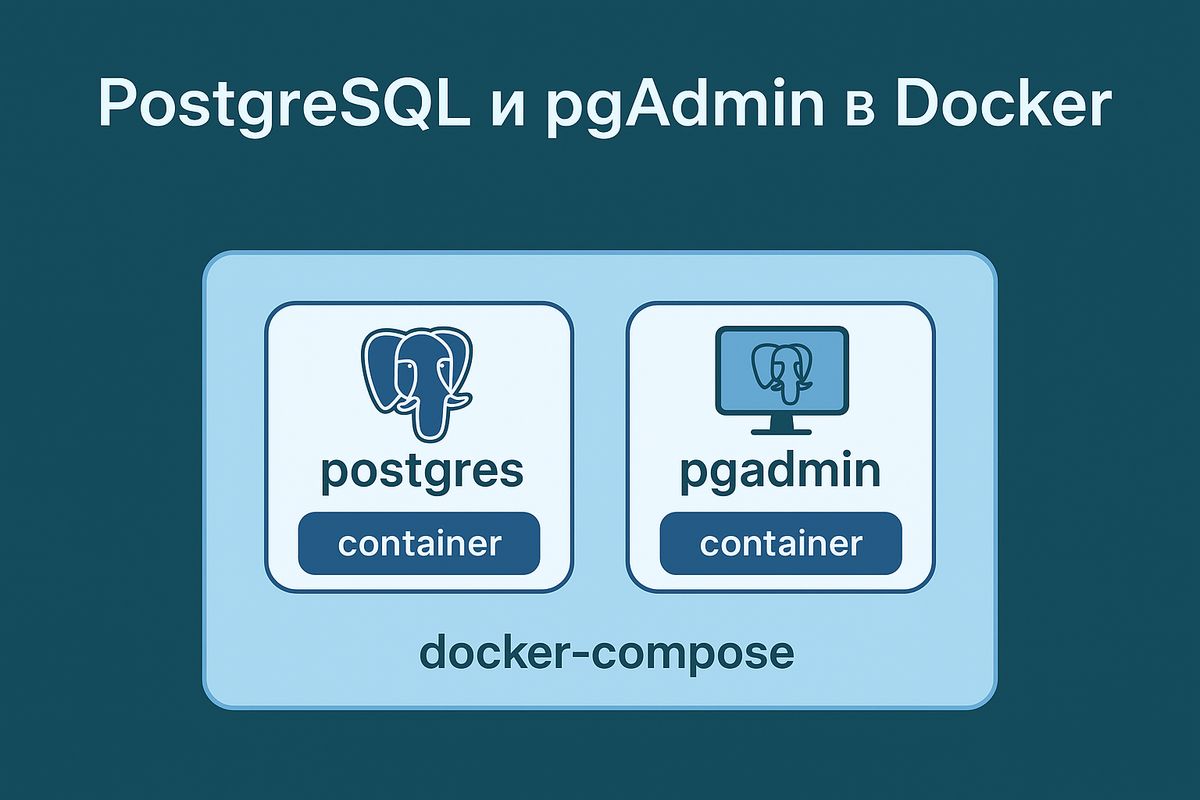 PostgreSQL и pgAdmin в Docker
postgres
container
pgadmin
container
docker-compose